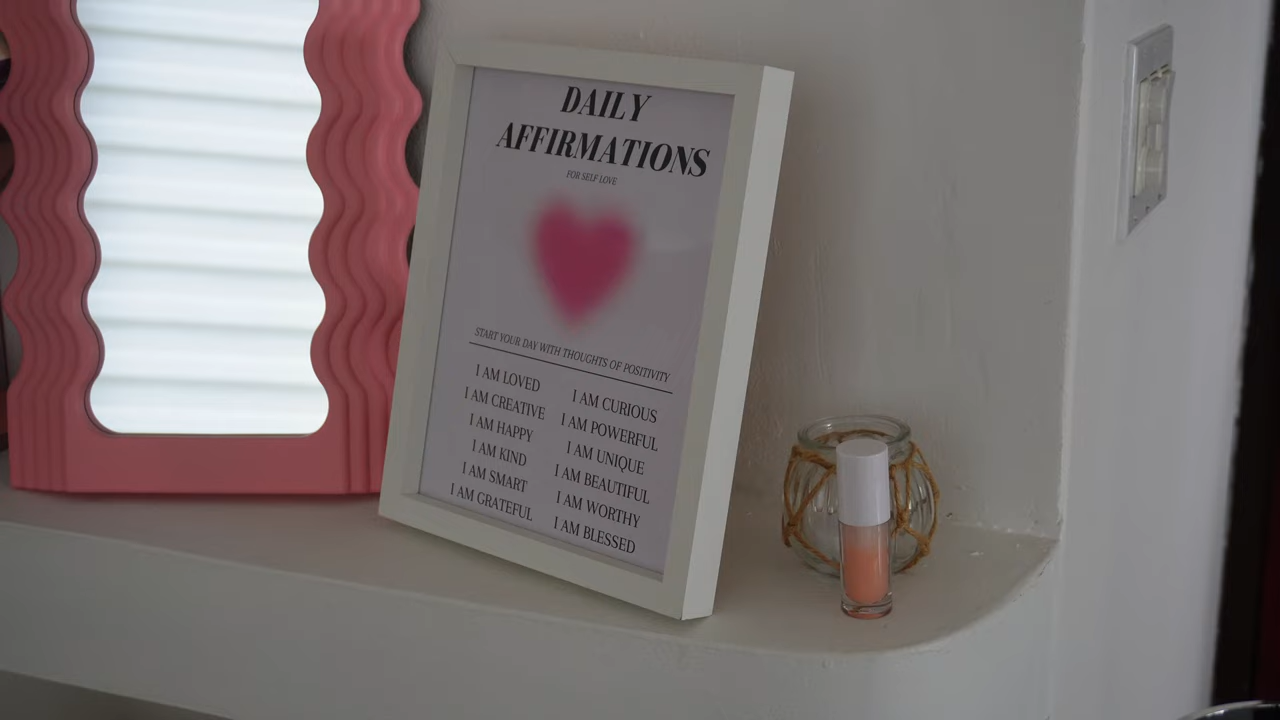 DAILY
AFFIRMATIONS
FOR SELF LOVE
START YOUR DAY WITH THOUGHTS OF POSITIVITY
I AM LOVED
I AM CREATIVE
I AM HAPPY
I AM KIND
I AM SMART
I AM GRATEFUL
I AM CURIOUS
I AM POWERFUL
I AM UNIQUE
I AM BEAUTIFUL
I AM WORTHY
I AM BLESSED